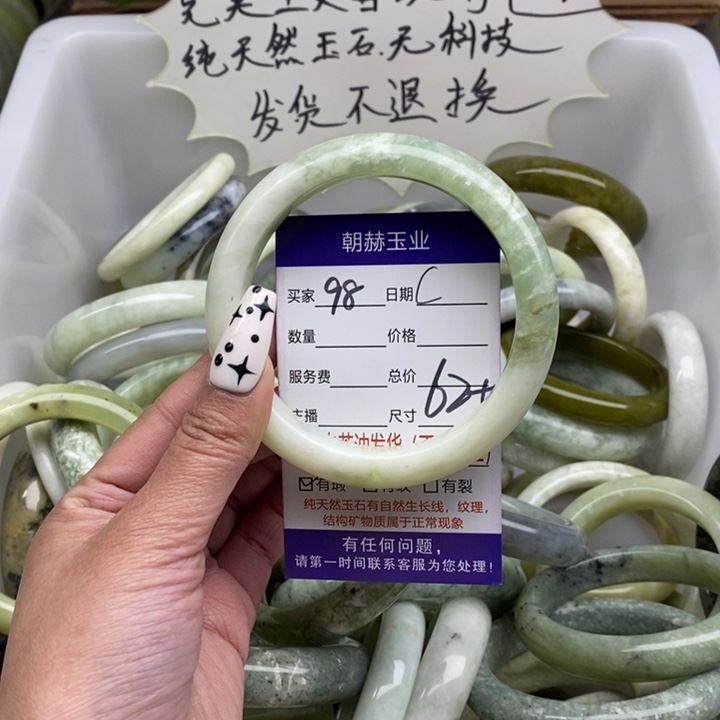 纯天然玉石.无科技
发货不退换
朝赫玉业
买家 98 日期 C
数量 价格
服务费 总价
主播 尺寸 62+
☑有瑕 □有纹 □有裂
纯天然玉石有自然生长线，纹理，
结构矿物质属于正常现象
有任何问题，
请第一时间联系客服为您处理！